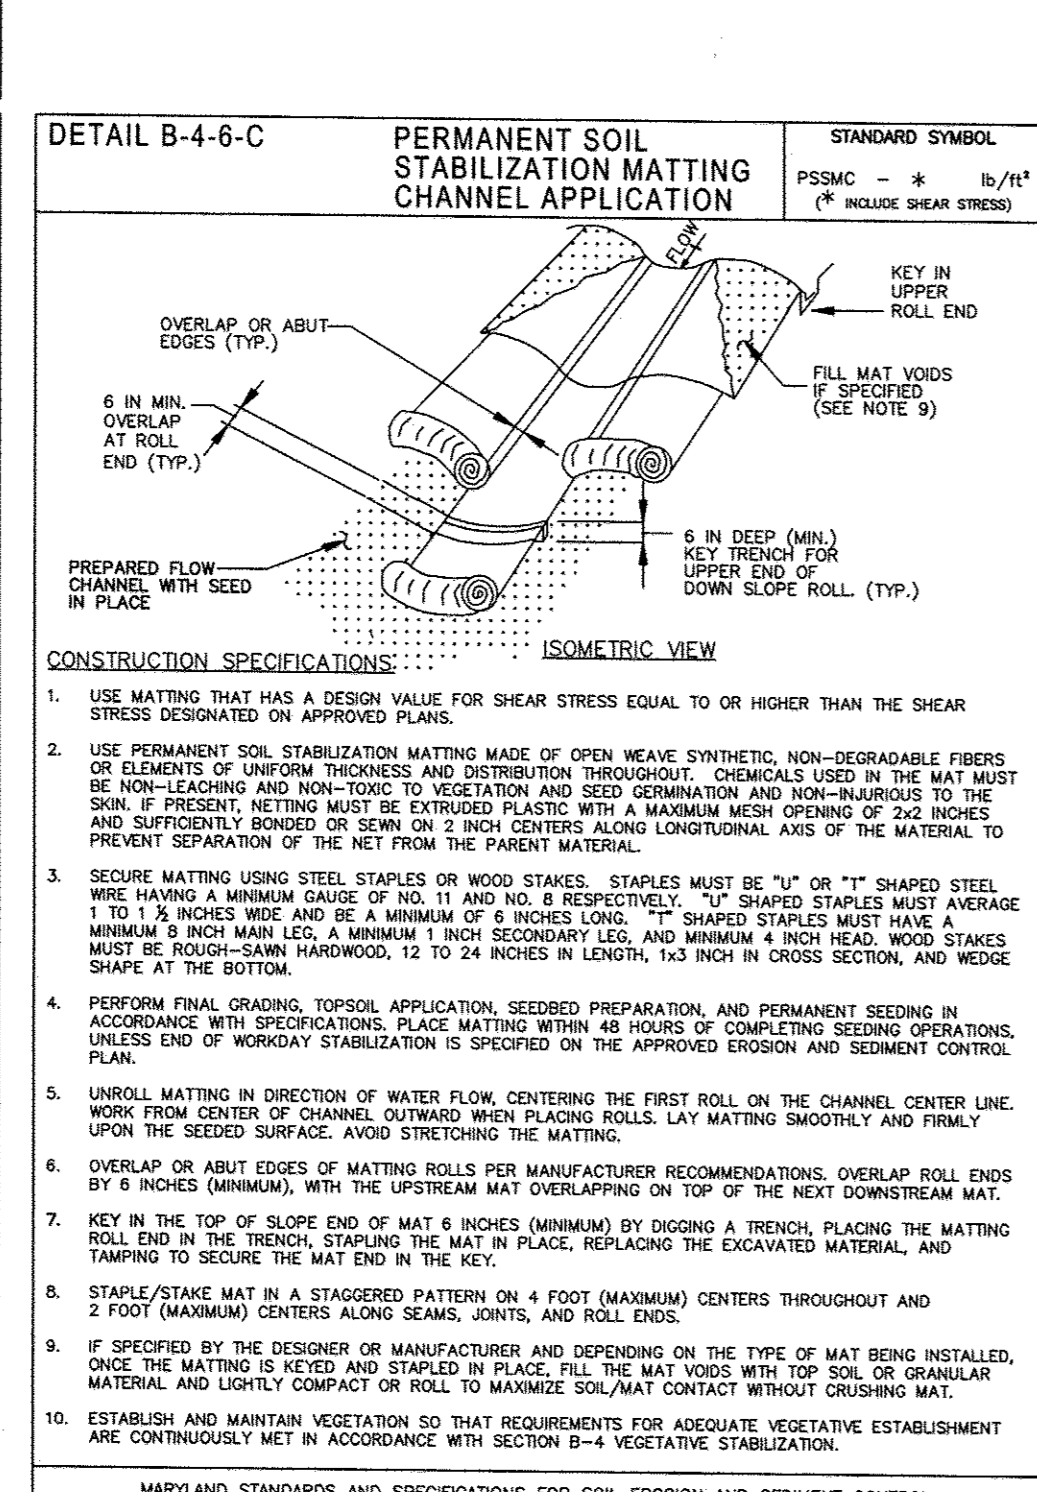 DETAIL B-4-6-C
PERMANENT SOIL
STABILIZATION MATTING
CHANNEL APPLICATION
STANDARD SYMBOL
PSSMC - * lb/ft²
(* INCLUDE SHEAR STRESS)
FLOW
KEY IN
UPPER
ROLL END
OVERLAP OR ABUT
EDGES (TYP.)
FILL MAT VOIDS
IF SPECIFIED
(SEE NOTE 9)
6 IN MIN.
OVERLAP
AT ROLL
END (TYP.)
6 IN DEEP (MIN.)
KEY TRENCH FOR
UPPER END OF
DOWN SLOPE ROLL. (TYP.)
PREPARED FLOW
CHANNEL WITH SEED
IN PLACE
ISOMETRIC VIEW
CONSTRUCTION SPECIFICATIONS:
1. USE MATTING THAT HAS A DESIGN VALUE FOR SHEAR STRESS EQUAL TO OR HIGHER THAN THE SHEAR
STRESS DESIGNATED ON APPROVED PLANS.
2. USE PERMANENT SOIL STABILIZATION MATTING MADE OF OPEN WEAVE SYNTHETIC, NON-DEGRADABLE FIBERS
OR ELEMENTS OF UNIFORM THICKNESS AND DISTRIBUTION THROUGHOUT. CHEMICALS USED IN THE MAT MUST
BE NON-LEACHING AND NON-TOXIC TO VEGETATION AND SEED GERMINATION AND NON-INJURIOUS TO THE
SKIN. IF PRESENT, NETTING MUST BE EXTRUDED PLASTIC WITH A MAXIMUM MESH OPENING OF 2x2 INCHES
AND SUFFICIENTLY BONDED OR SEWN ON 2 INCH CENTERS ALONG LONGITUDINAL AXIS OF THE MATERIAL TO
PREVENT SEPARATION OF THE NET FROM THE PARENT MATERIAL.
3. SECURE MATTING USING STEEL STAPLES OR WOOD STAKES. STAPLES MUST BE "U" OR "T" SHAPED STEEL
WIRE HAVING A MINIMUM GAUGE OF NO. 11 AND NO. 8 RESPECTIVELY. "U" SHAPED STAPLES MUST AVERAGE
1 TO 1 ½ INCHES WIDE AND BE A MINIMUM OF 6 INCHES LONG. "T" SHAPED STAPLES MUST HAVE A
MINIMUM 8 INCH MAIN LEG, A MINIMUM 1 INCH SECONDARY LEG, AND MINIMUM 4 INCH HEAD. WOOD STAKES
MUST BE ROUGH-SAWN HARDWOOD, 12 TO 24 INCHES IN LENGTH, 1x3 INCH IN CROSS SECTION, AND WEDGE
SHAPE AT THE BOTTOM.
4. PERFORM FINAL GRADING, TOPSOIL APPLICATION, SEEDBED PREPARATION, AND PERMANENT SEEDING IN
ACCORDANCE WITH SPECIFICATIONS. PLACE MATTING WITHIN 48 HOURS OF COMPLETING SEEDING OPERATIONS,
UNLESS END OF WORKDAY STABILIZATION IS SPECIFIED ON THE APPROVED EROSION AND SEDIMENT CONTROL
PLAN.
5. UNROLL MATTING IN DIRECTION OF WATER FLOW, CENTERING THE FIRST ROLL ON THE CHANNEL CENTER LINE.
WORK FROM CENTER OF CHANNEL OUTWARD WHEN PLACING ROLLS. LAY MATTING SMOOTHLY AND FIRMLY
UPON THE SEEDED SURFACE. AVOID STRETCHING THE MATTING.
6. OVERLAP OR ABUT EDGES OF MATTING ROLLS PER MANUFACTURER RECOMMENDATIONS. OVERLAP ROLL ENDS
BY 6 INCHES (MINIMUM), WITH THE UPSTREAM MAT OVERLAPPING ON TOP OF THE NEXT DOWNSTREAM MAT.
7. KEY IN THE TOP OF SLOPE END OF MAT 6 INCHES (MINIMUM) BY DIGGING A TRENCH, PLACING THE MATTING
ROLL END IN THE TRENCH, STAPLING THE MAT IN PLACE, REPLACING THE EXCAVATED MATERIAL, AND
TAMPING TO SECURE THE MAT END IN THE KEY.
8. STAPLE/STAKE MAT IN A STAGGERED PATTERN ON 4 FOOT (MAXIMUM) CENTERS THROUGHOUT AND
2 FOOT (MAXIMUM) CENTERS ALONG SEAMS, JOINTS, AND ROLL ENDS.
9. IF SPECIFIED BY THE DESIGNER OR MANUFACTURER AND DEPENDING ON THE TYPE OF MAT BEING INSTALLED,
ONCE THE MATTING IS KEYED AND STAPLED IN PLACE, FILL THE MAT VOIDS WITH TOP SOIL OR GRANULAR
MATERIAL AND LIGHTLY COMPACT OR ROLL TO MAXIMIZE SOIL/MAT CONTACT WITHOUT CRUSHING MAT.
10. ESTABLISH AND MAINTAIN VEGETATION SO THAT REQUIREMENTS FOR ADEQUATE VEGETATIVE ESTABLISHMENT
ARE CONTINUOUSLY MET IN ACCORDANCE WITH SECTION B-4 VEGETATIVE STABILIZATION.
MARYLAND STANDARDS AND SPECIFICATIONS FOR SOIL EROSION AND SEDIMENT CONTROL